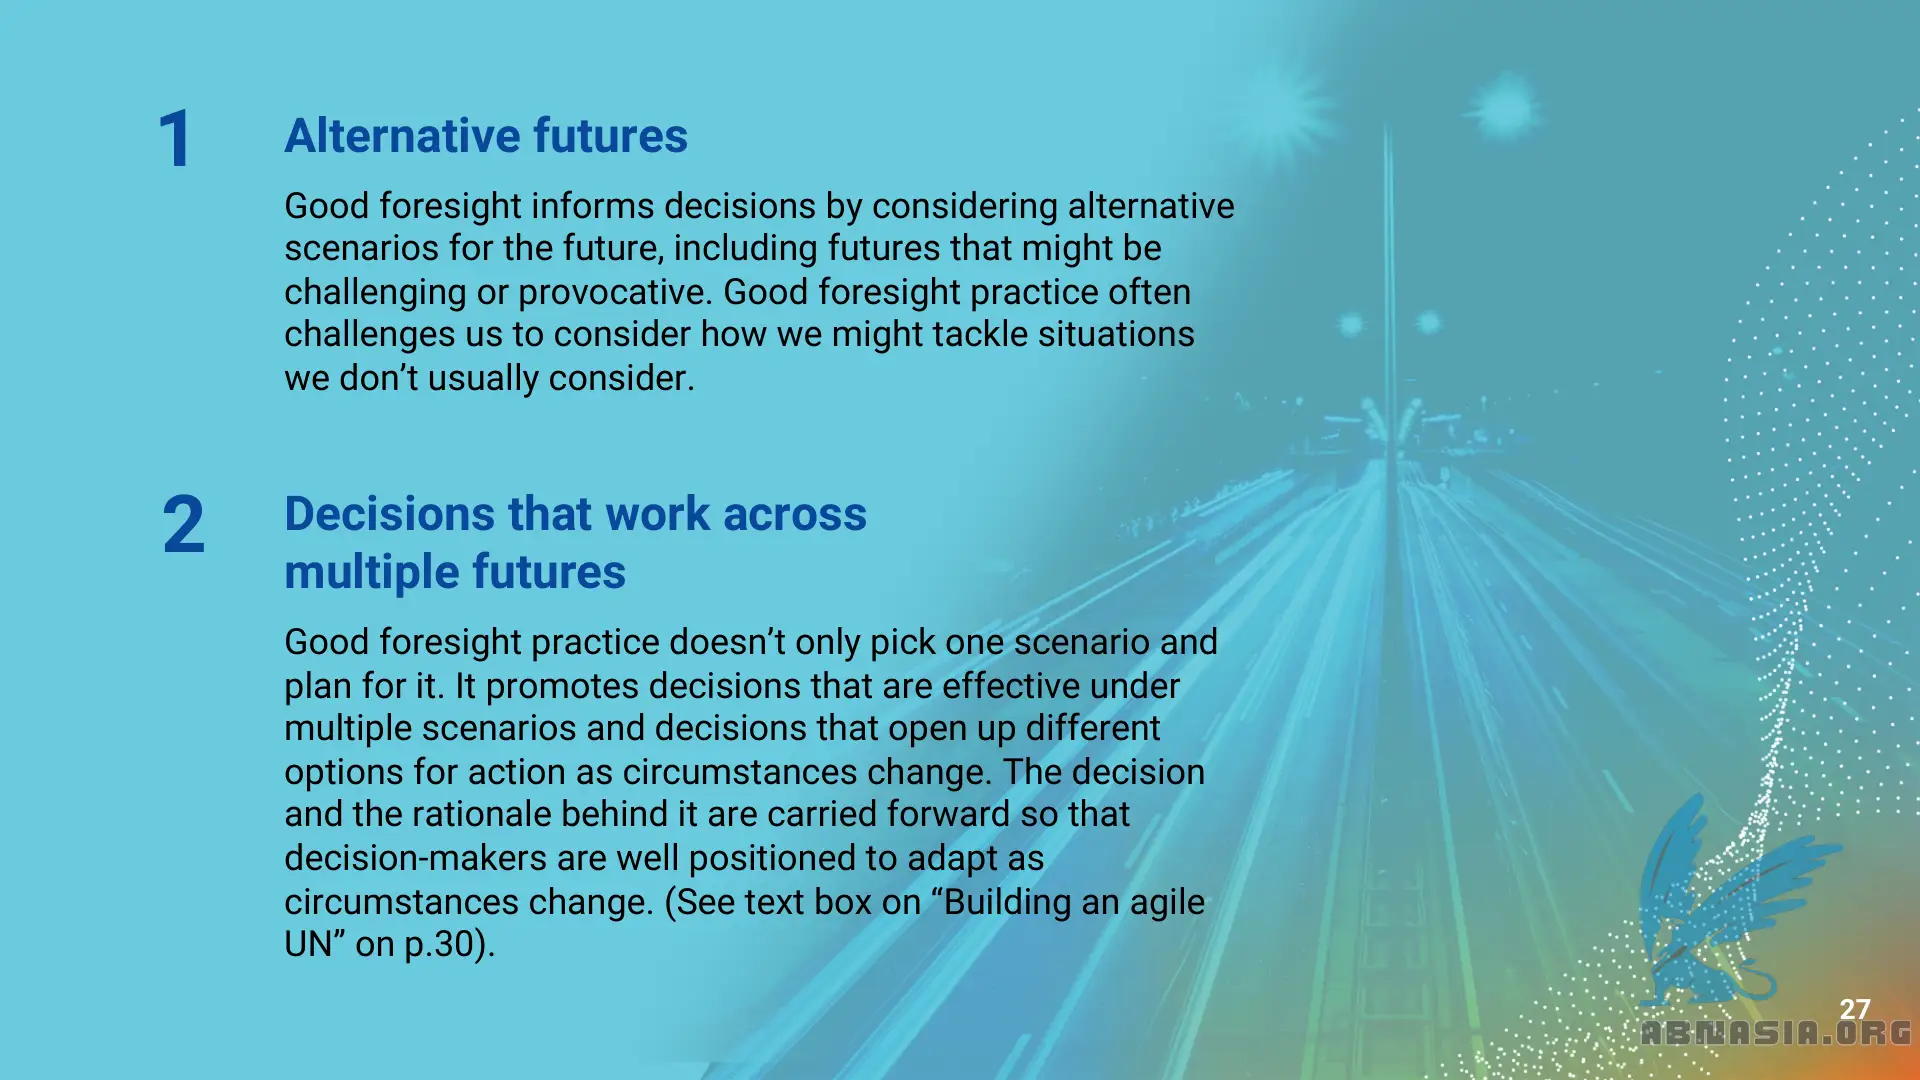 1
Alternative futures
Good foresight informs decisions by considering alternative
scenarios for the future, including futures that might be
challenging or provocative. Good foresight practice often
challenges us to consider how we might tackle situations
we don’t usually consider.
2
Decisions that work across
multiple futures
Good foresight practice doesn’t only pick one scenario and
plan for it. It promotes decisions that are effective under
multiple scenarios and decisions that open up different
options for action as circumstances change. The decision
and the rationale behind it are carried forward so that
decision-makers are well positioned to adapt as
circumstances change. (See text box on “Building an agile
UN” on p.30).
27
ABNASIA.ORG